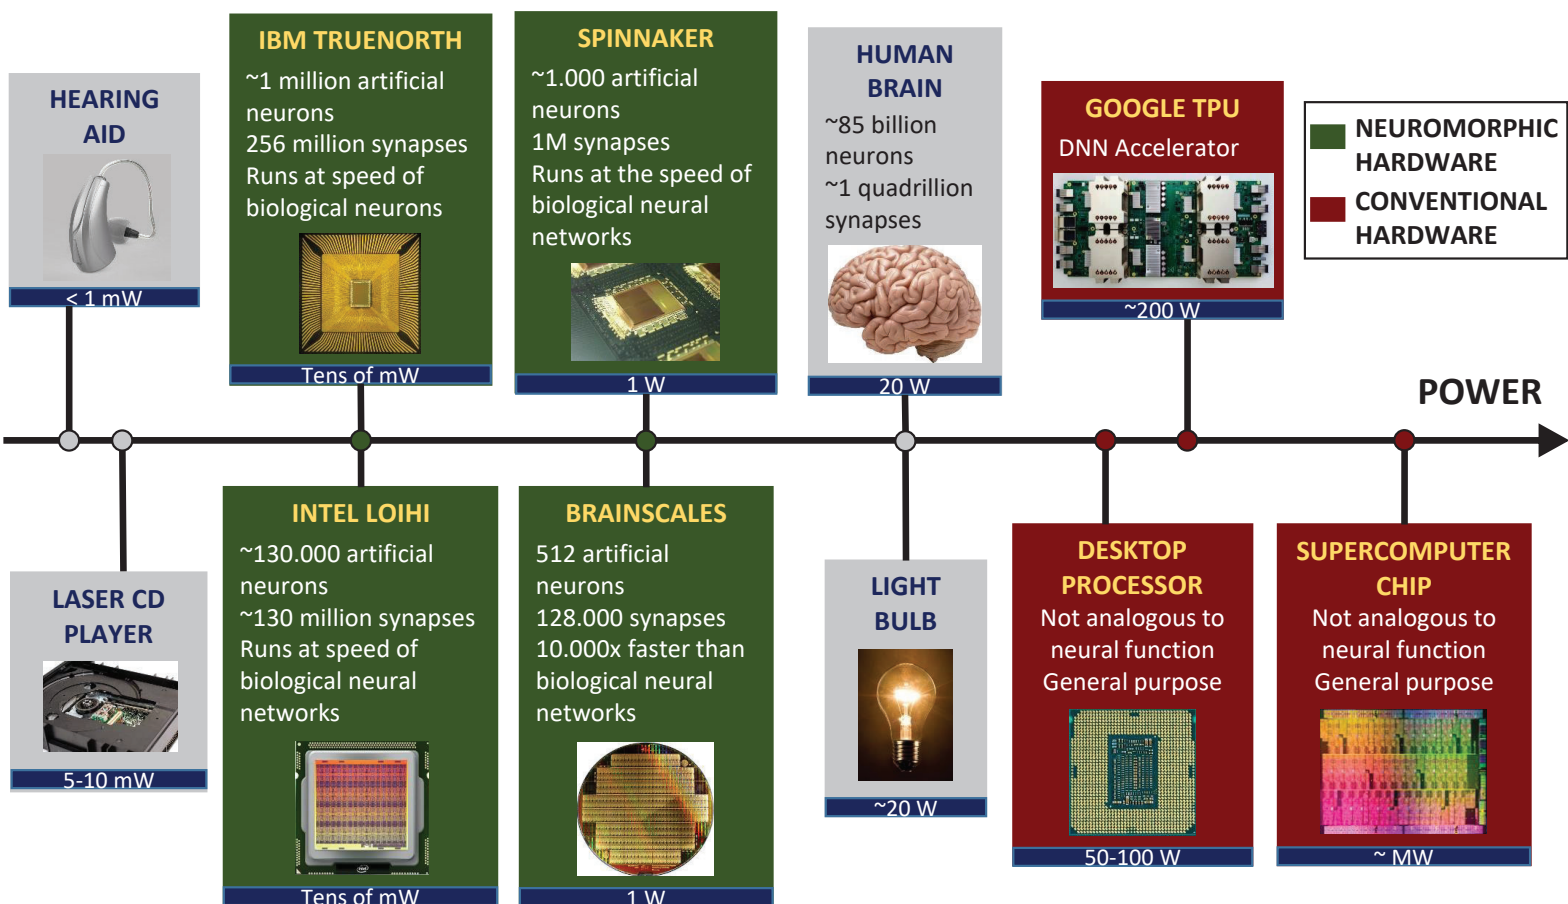 HEARING
AID
< 1 mW
IBM TRUENORTH
~1 million artificial
neurons
256 million synapses
Runs at speed of
biological neurons
Tens of mW
SPINNAKER
~1.000 artificial
neurons
1M synapses
Runs at the speed of
biological neural
networks
1 W
HUMAN
BRAIN
~85 billion
neurons
~1 quadrillion
synapses
20 W
GOOGLE TPU
DNN Accelerator
~200 W
NEUROMORPHIC
HARDWARE
CONVENTIONAL
HARDWARE
POWER
LASER CD
PLAYER
5-10 mW
INTEL LOIHI
~130.000 artificial
neurons
~130 million synapses
Runs at speed of
biological neural
networks
(intel)
Tens of mW
BRAINSCALES
512 artificial
neurons
128.000 synapses
10.000x faster than
biological neural
networks
1 W
LIGHT
BULB
~20 W
DESKTOP
PROCESSOR
Not analogous to
neural function
General purpose
50-100 W
SUPERCOMPUTER
CHIP
Not analogous to
neural function
General purpose
~ MW